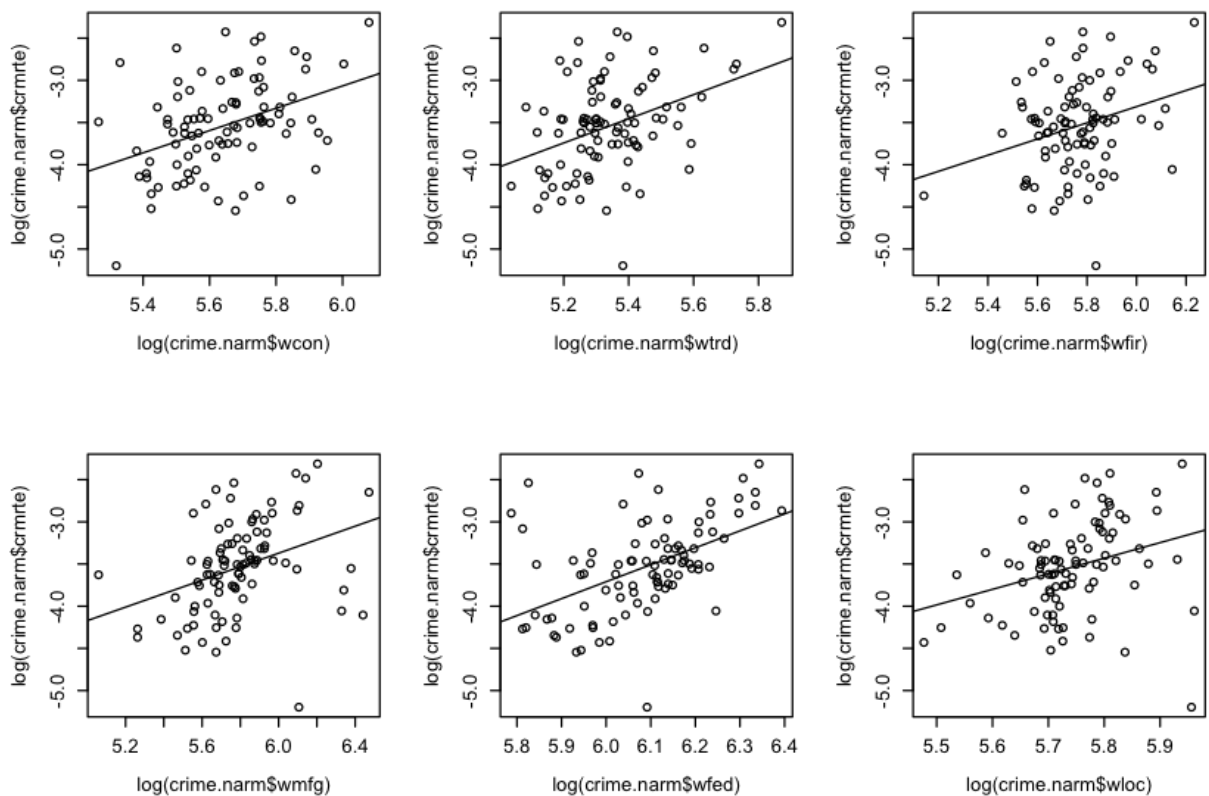 log(crime.narm$crmrte)
-3.0
-4.0
-5.0
5.4 5.6 5.8 6.0
log(crime.narm$wcon)
log(crime.narm$crmrte)
-3.0
-4.0
-5.0
5.2 5.4 5.6 5.8
log(crime.narm$wtrd)
log(crime.narm$crmrte)
-3.0
-4.0
-5.0
5.2 5.4 5.6 5.8 6.0 6.2
log(crime.narm$wfir)
log(crime.narm$crmrte)
-3.0
-4.0
-5.0
5.2 5.6 6.0 6.4
log(crime.narm$wmfg)
log(crime.narm$crmrte)
-3.0
-4.0
-5.0
5.8 5.9 6.0 6.1 6.2 6.3 6.4
log(crime.narm$wfed)
log(crime.narm$crmrte)
-3.0
-4.0
-5.0
5.5 5.6 5.7 5.8 5.9
log(crime.narm$wloc)